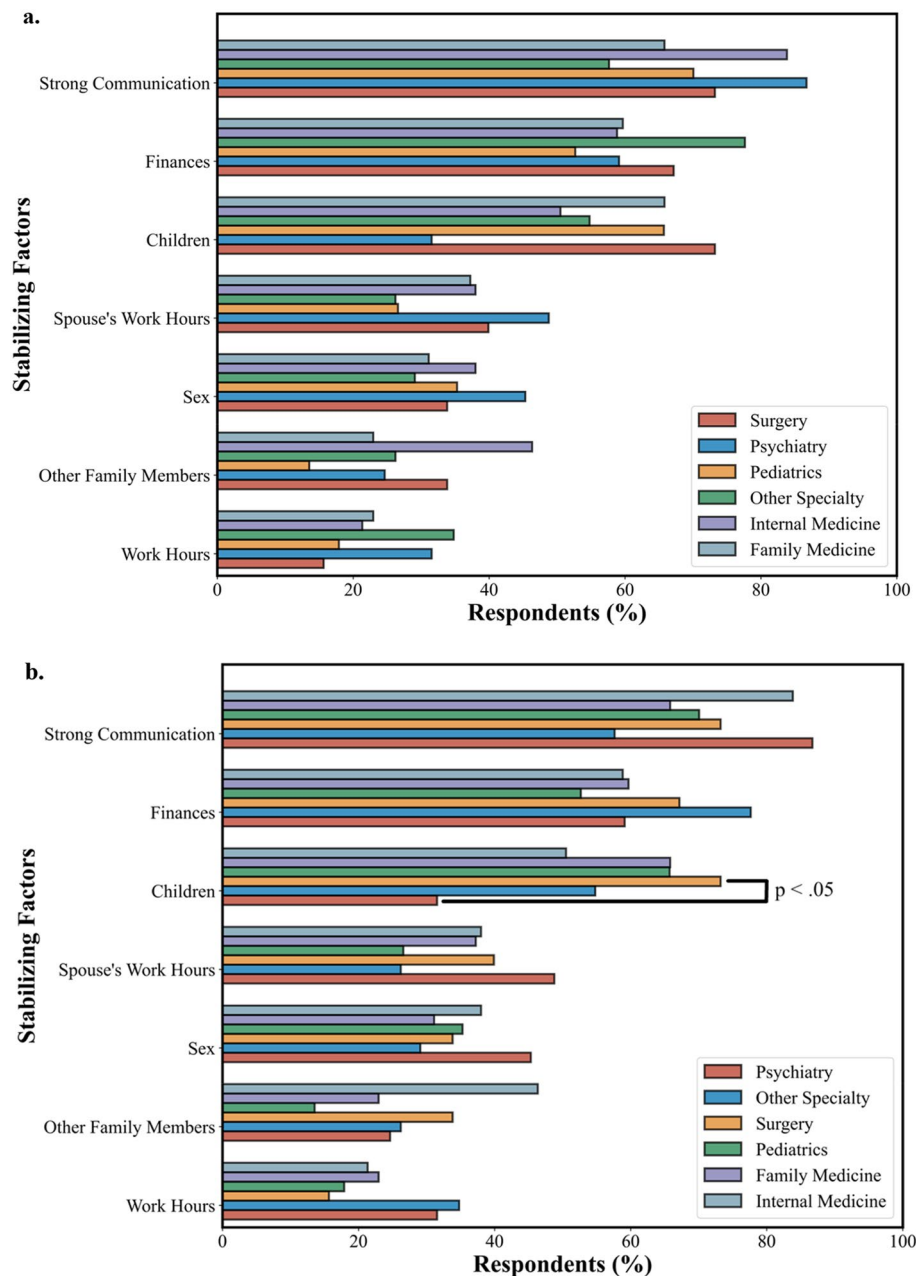 a.
Stabilizing Factors
Strong Communication
Finances
Children
Spouse's Work Hours
Sex
Other Family Members
Work Hours
Surgery
Psychiatry
Pediatrics
Other Specialty
Internal Medicine
Family Medicine
0 20 40 60 80 100
Respondents (%)
b.
Stabilizing Factors
Strong Communication
Finances
Children
p < .05
Spouse's Work Hours
Sex
Other Family Members
Work Hours
Psychiatry
Other Specialty
Surgery
Pediatrics
Family Medicine
Internal Medicine
0 20 40 60 80 100
Respondents (%)